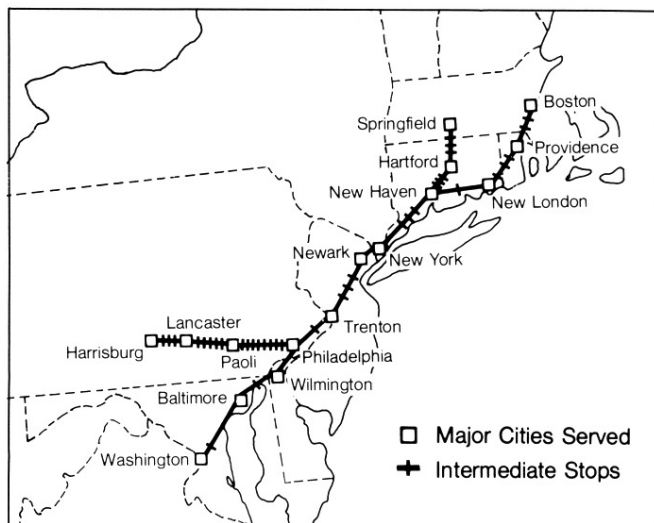 Boston
Springfield
Providence
Hartford
New Haven
New London
Newark
New York
Trenton
Lancaster
Harrisburg
Paoli
Philadelphia
Wilmington
Baltimore
Major Cities Served
Washington
Intermediate Stops